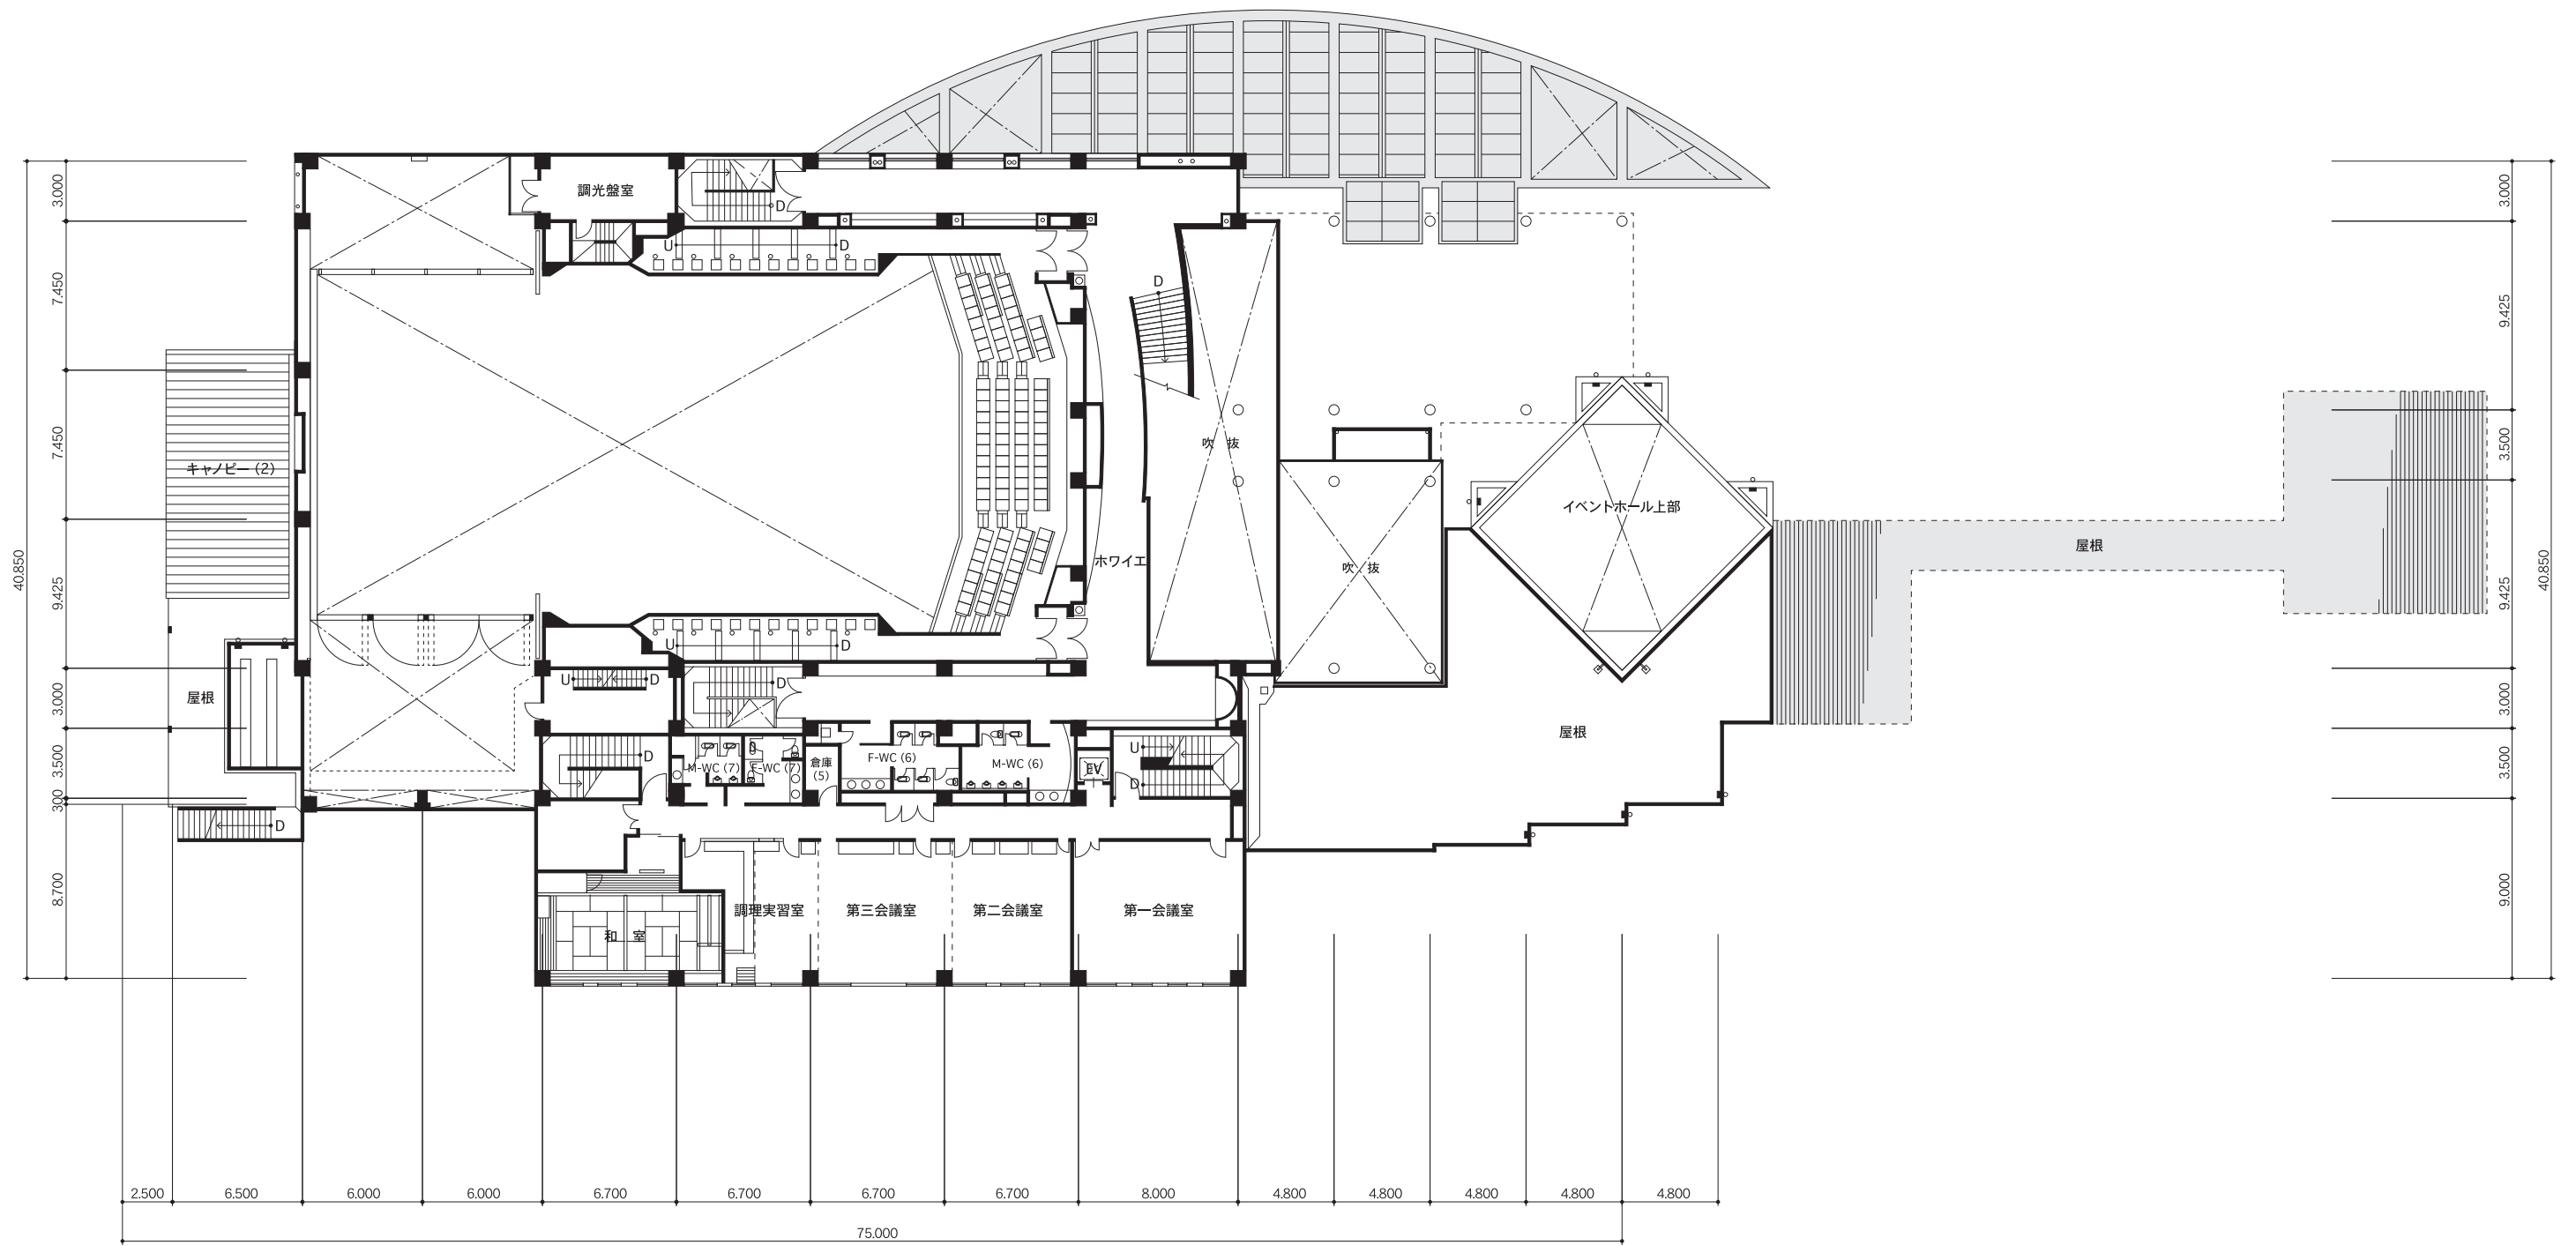 調光盤室
D
U
D
D
吹 抜
キャノピー（2）
イベントホール上部
屋根
ホワイエ
吹 抜
U
D
U
D
D
屋根
屋根
D
M-WC（7）
F-WC（7）
倉庫
（5）
F-WC（6）
M-WC（6）
EV
U
D
D
調理実習室
第三会議室
第二会議室
第一会議室
和 室
3.000
7.450
7.450
9.425
3.000
3.500
300
8.700
40.850
3.000
9.425
3.500
9.425
3.000
3.500
9.000
40.850
2.500
6.500
6.000
6.000
6.700
6.700
6.700
6.700
8.000
4.800
4.800
4.800
4.800
4.800
75.000